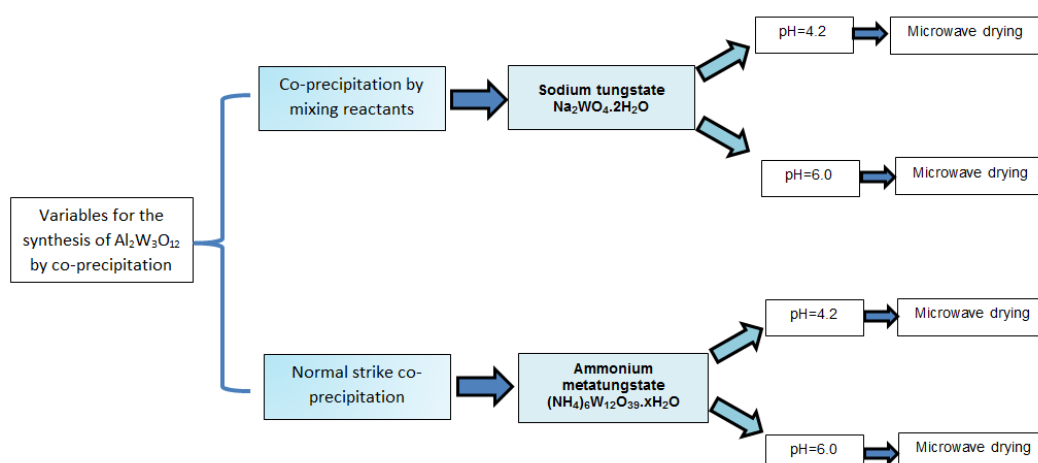 Variables for the
synthesis of Al₂W₃O₁₂
by co-precipitation
Co-precipitation by
mixing reactants
Sodium tungstate
Na₂WO₄.2H₂O
pH=4.2
Microwave drying
pH=6.0
Microwave drying
Normal strike co-
precipitation
Ammonium
metatungstate
(NH₄)₆W₁₂O₃₉.xH₂O
pH=4.2
Microwave drying
pH=6.0
Microwave drying